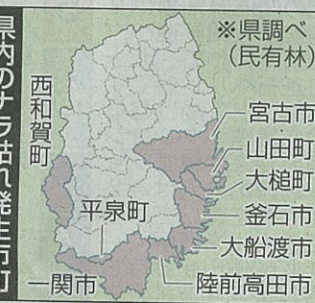 県内のナラ枯れ発生市町
※県調べ
(民有林)
西和賀町
宮古市
山田町
大槌町
平泉町
釜石市
大船渡市
一関市
陸前高田市